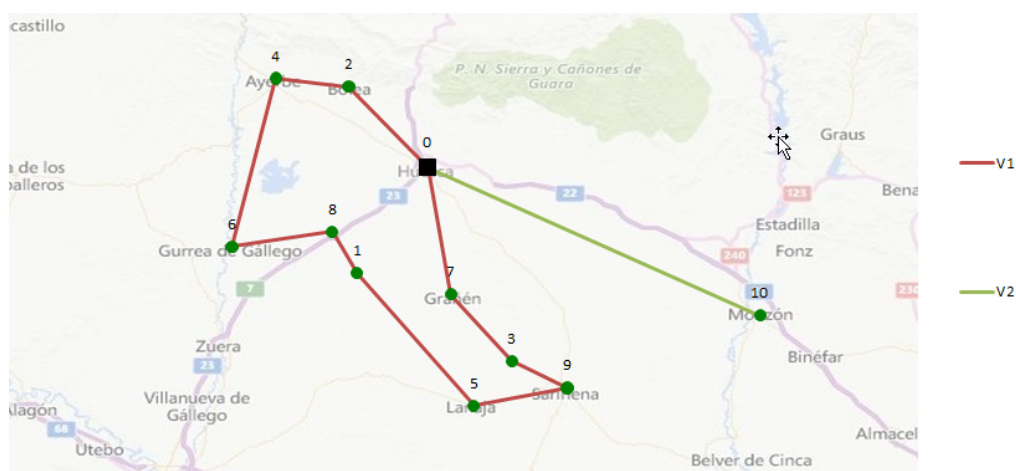 castillo
4
2
Ayerbe
Bolea
P. N. Sierra y Cañones de
Guara
0
Graus
a de los
balleros
Huesca
V1
22
123
Bena
23
6
8
Estadilla
Gurrea de Gállego
Fonz
1
240
7
7
Grañén
230
10
V2
Monzón
Zuera
3
Binéfar
23
9
Villanueva de
Gállego
5
Sariñena
Lanaja
Alagón
68
Almacel
Utebo
Belver de Cinca